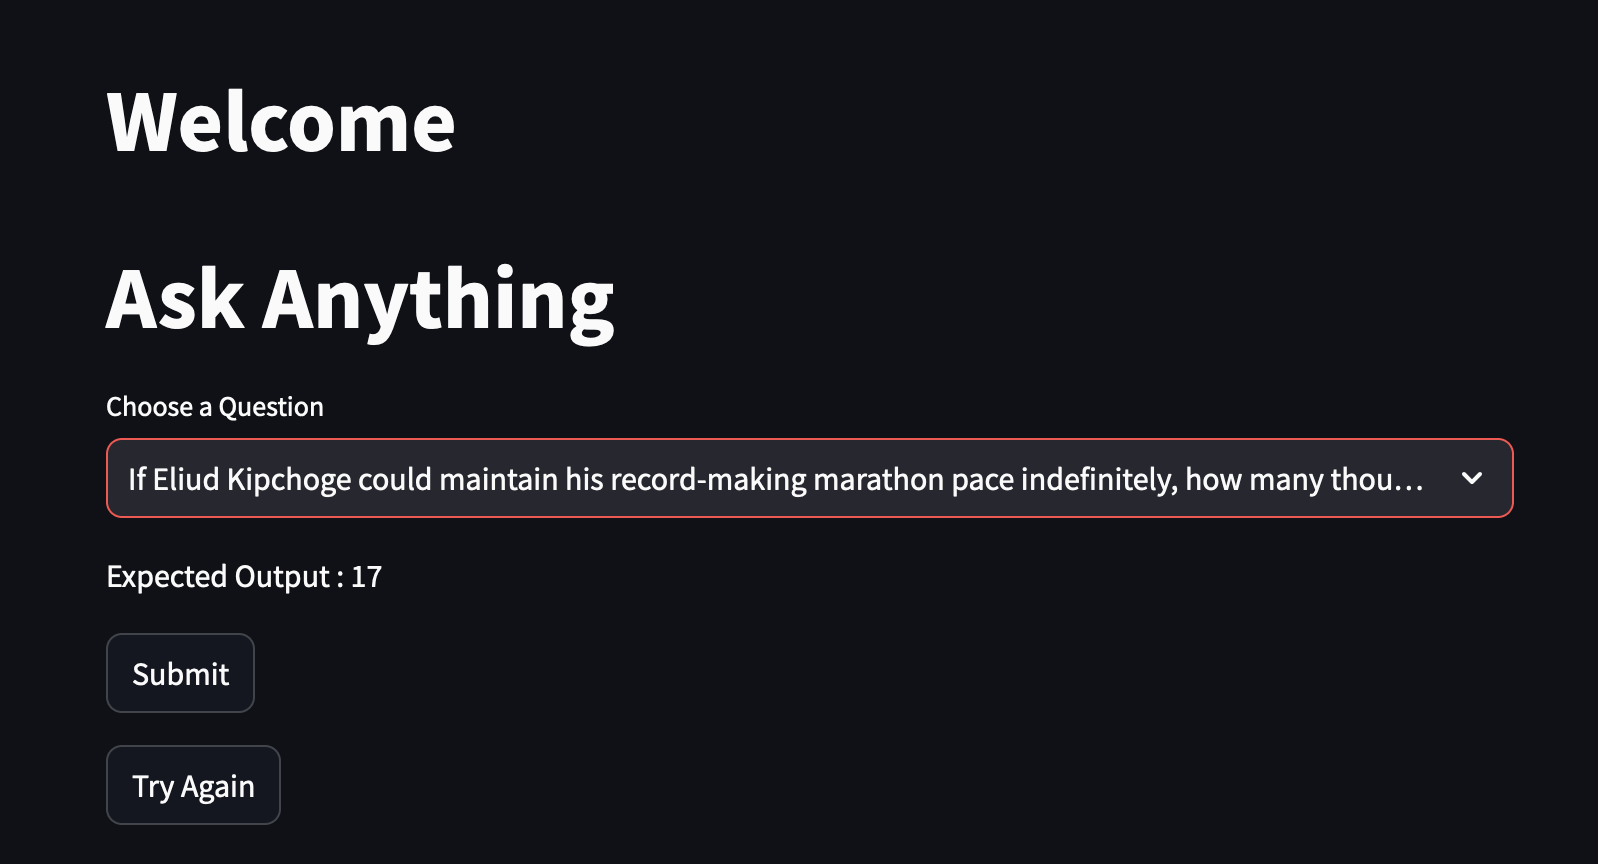 Welcome
Ask Anything
Choose a Question
If Eliud Kipchoge could maintain his record-making marathon pace indefinitely, how many thou…
Expected Output : 17
Submit
Try Again